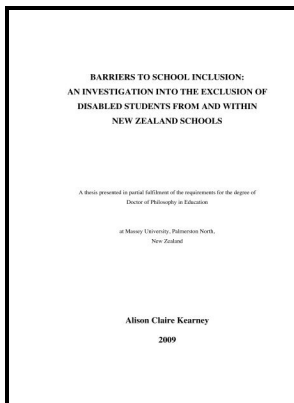 BARRIERS TO SCHOOL INCLUSION:
AN INVESTIGATION INTO THE EXCLUSION OF
DISABLED STUDENTS FROM AND WITHIN
NEW ZEALAND SCHOOLS
A thesis presented in partial fulfilment of the requirements for the degree of
Doctor of Philosophy in Education
at Massey University, Palmerston North,
New Zealand
Alison Claire Kearney
2009